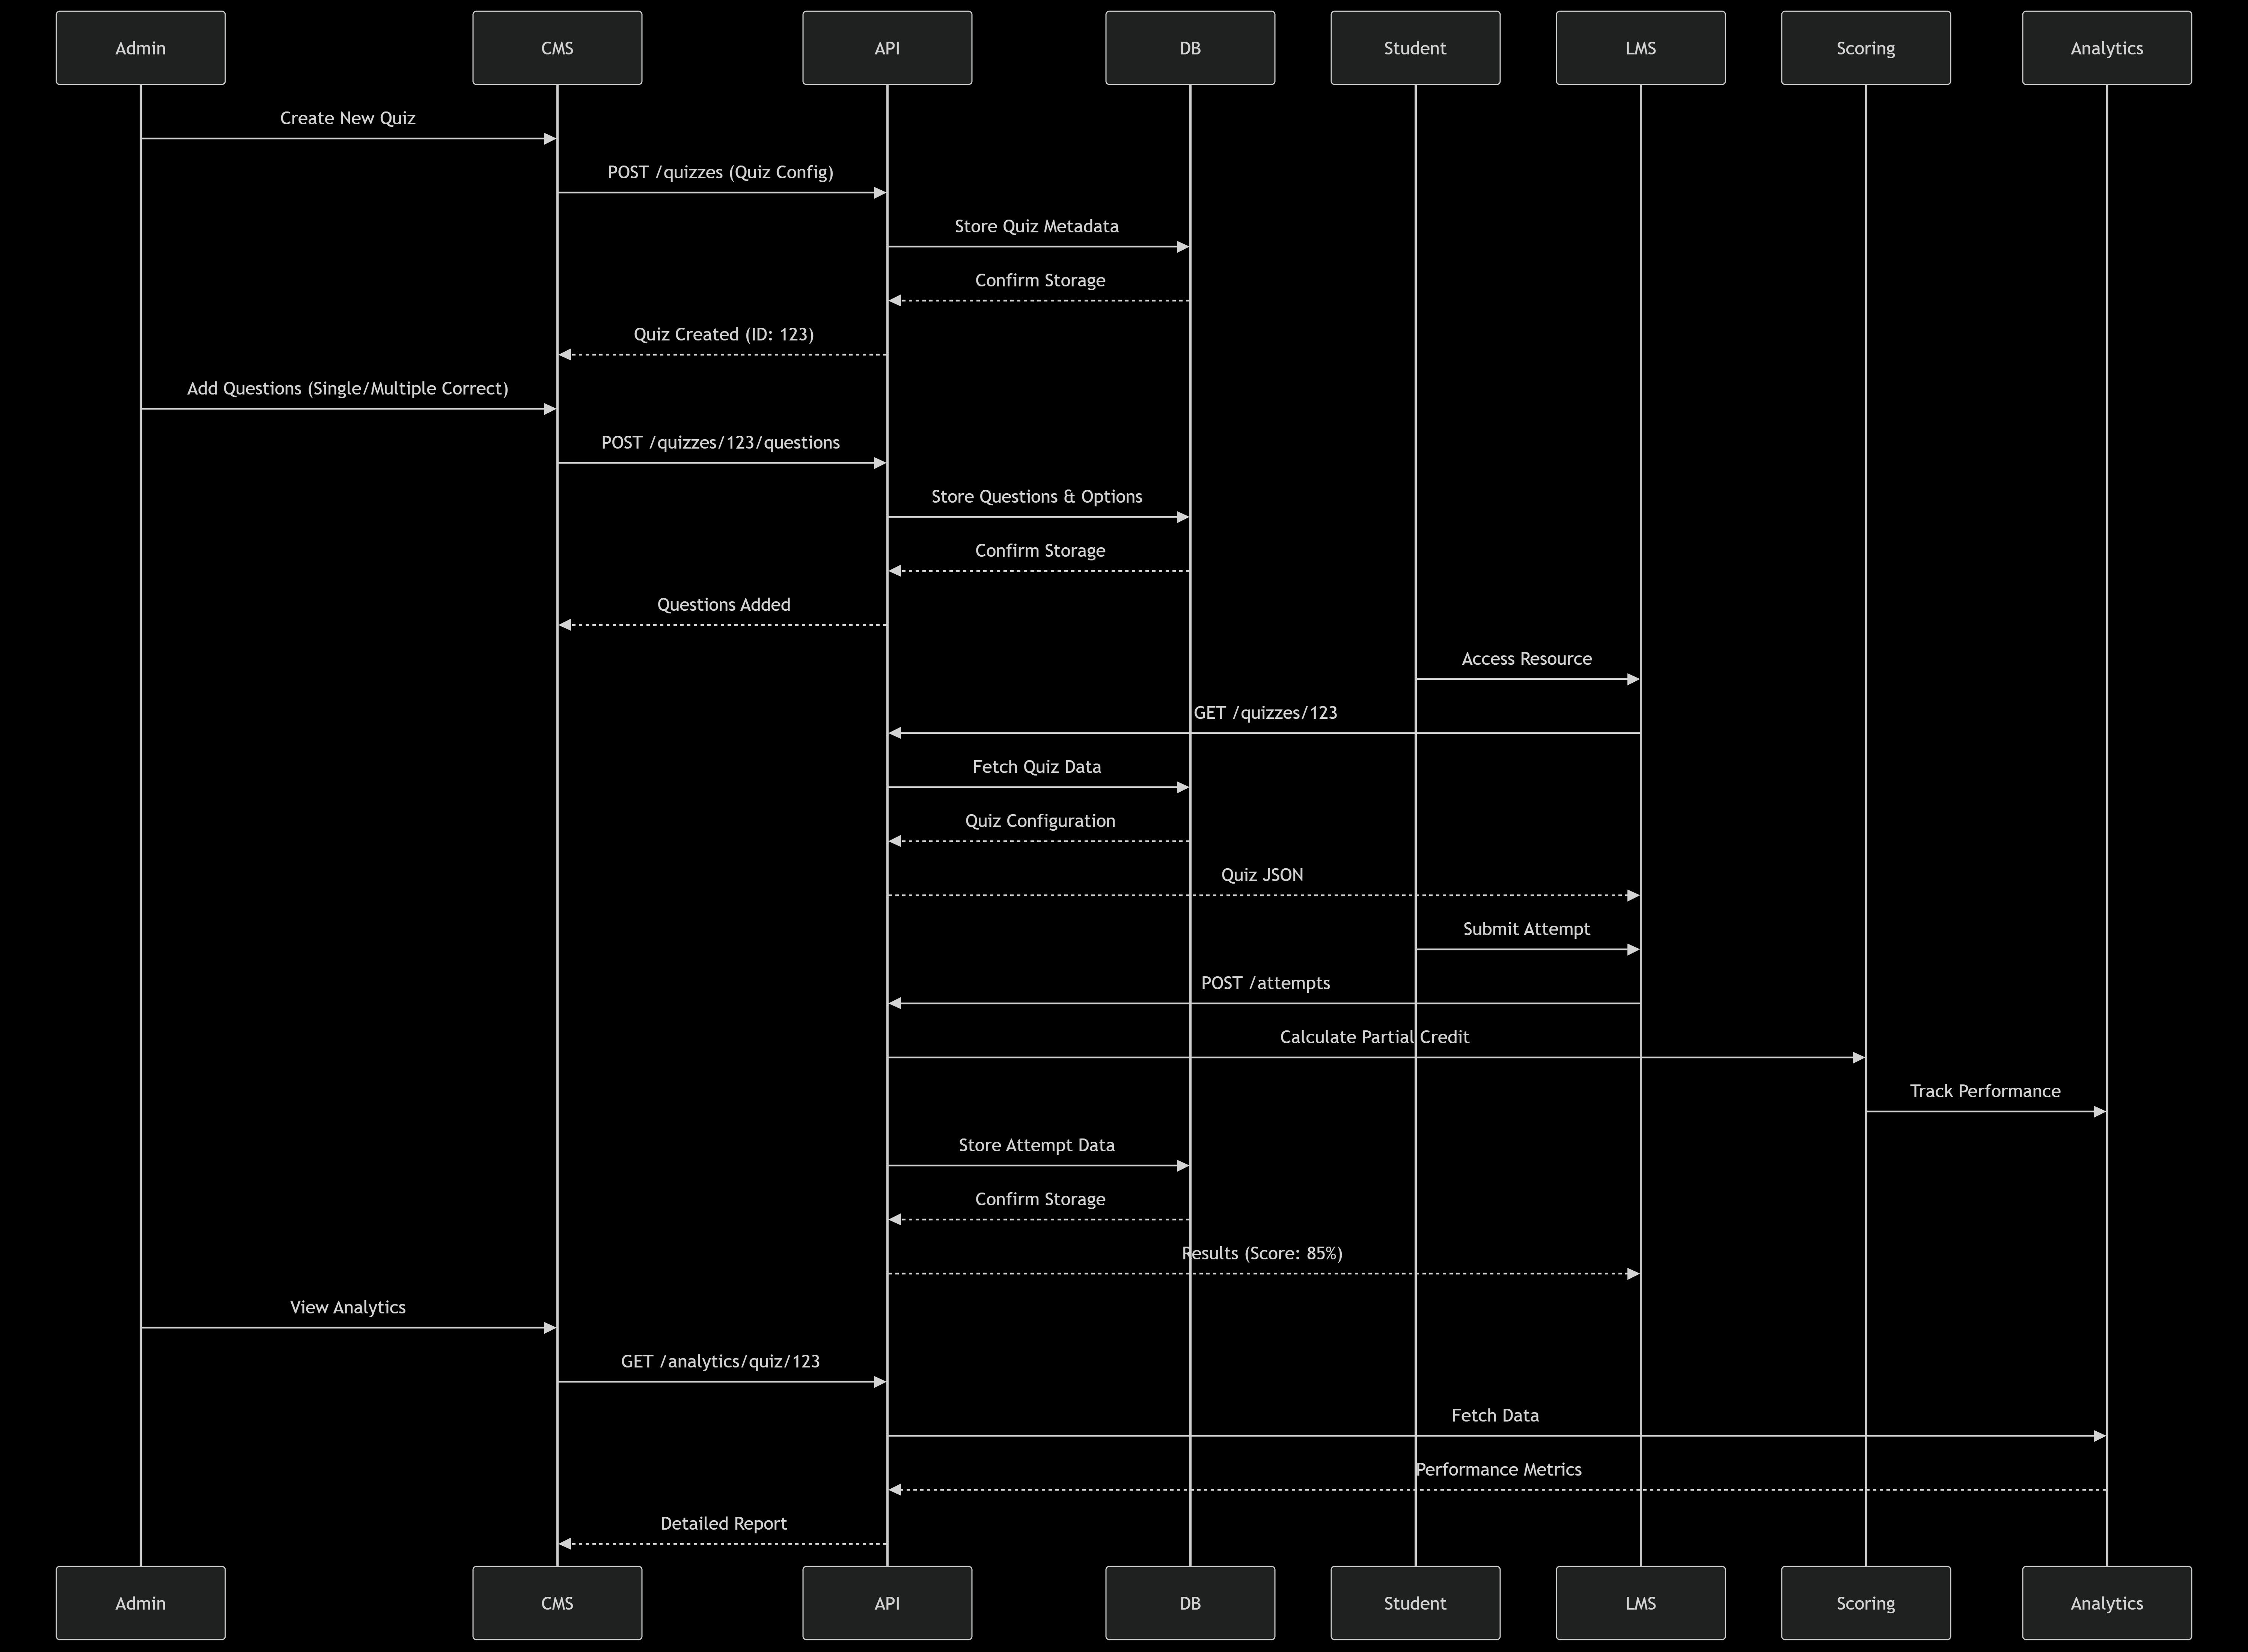 Admin
CMS
API
DB
Student
LMS
Scoring
Analytics
Create New Quiz
POST /quizzes (Quiz Config)
Store Quiz Metadata
Confirm Storage
Quiz Created (ID: 123)
Add Questions (Single/Multiple Correct)
POST /quizzes/123/questions
Store Questions & Options
Confirm Storage
Questions Added
Access Resource
GET /quizzes/123
Fetch Quiz Data
Quiz Configuration
Quiz JSON
Submit Attempt
POST /attempts
Calculate Partial Credit
Track Performance
Store Attempt Data
Confirm Storage
Results (Score: 85%)
View Analytics
GET /analytics/quiz/123
Fetch Data
Performance Metrics
Detailed Report
Admin
CMS
API
DB
Student
LMS
Scoring
Analytics